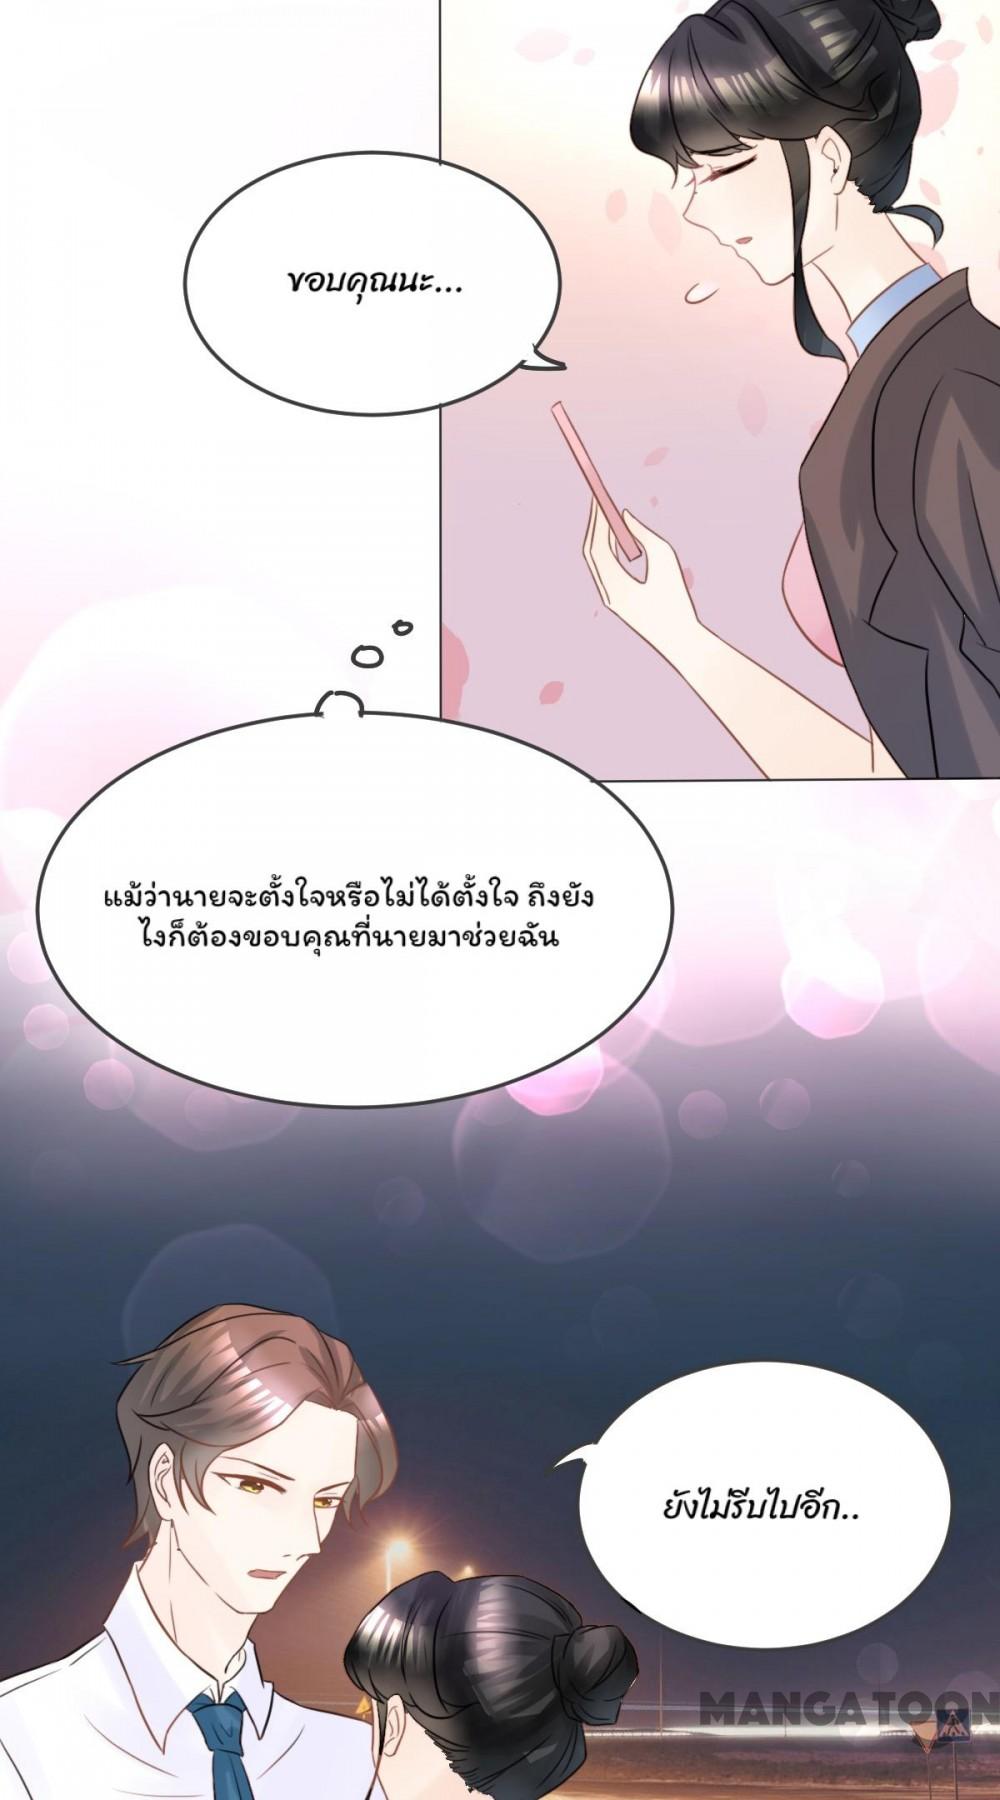 ขอบคุณนะ...
แม้ว่านายจะตั้งใจหรือไม่ได้ตั้งใจ ถึงยัง
ไงก็ต้องขอบคุณที่นายมาช่วยฉัน
ยังไม่รีบไปอีก..
MANGATOON